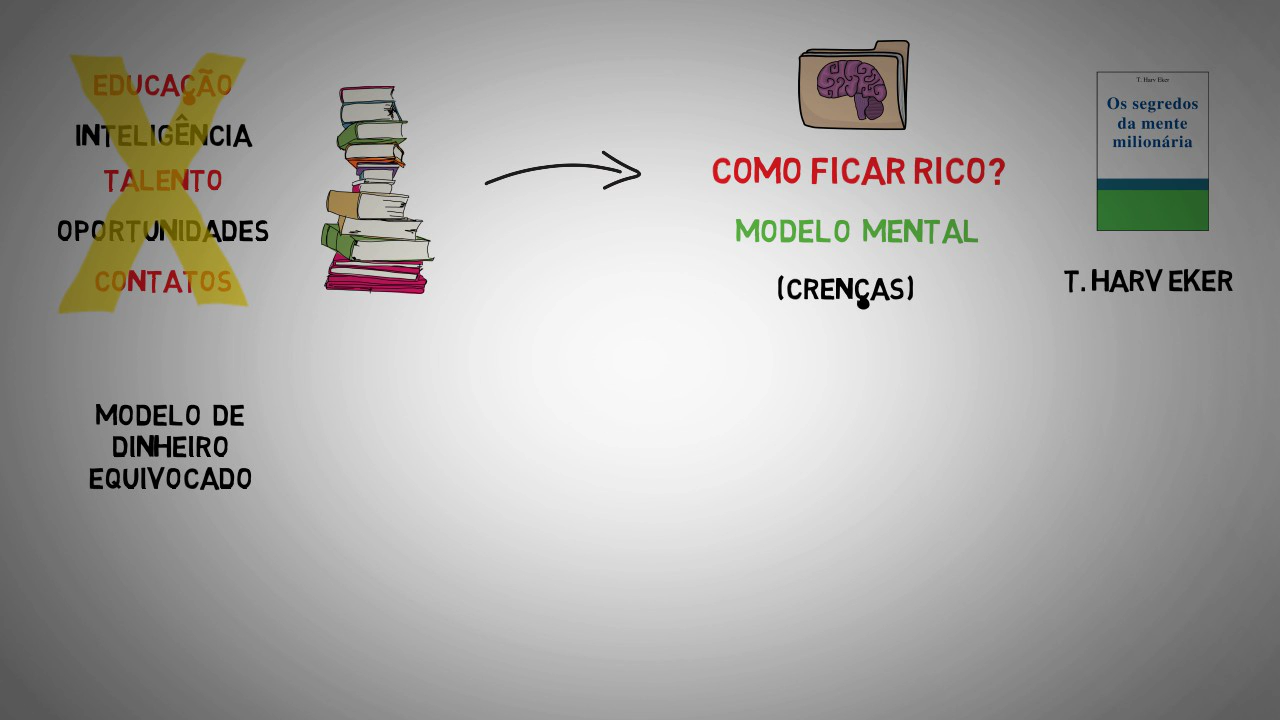 EDUCAÇÃO
INTELIGÊNCIA
TALENTO
OPORTUNIDADES
CONTATOS
COMO FICAR RICO?
MODELO MENTAL
(CRENÇAS)
T. Harv Eker
Os segredos
da mente
milionária
T. HARV EKER
MODELO DE
DINHEIRO
EQUIVOCADO